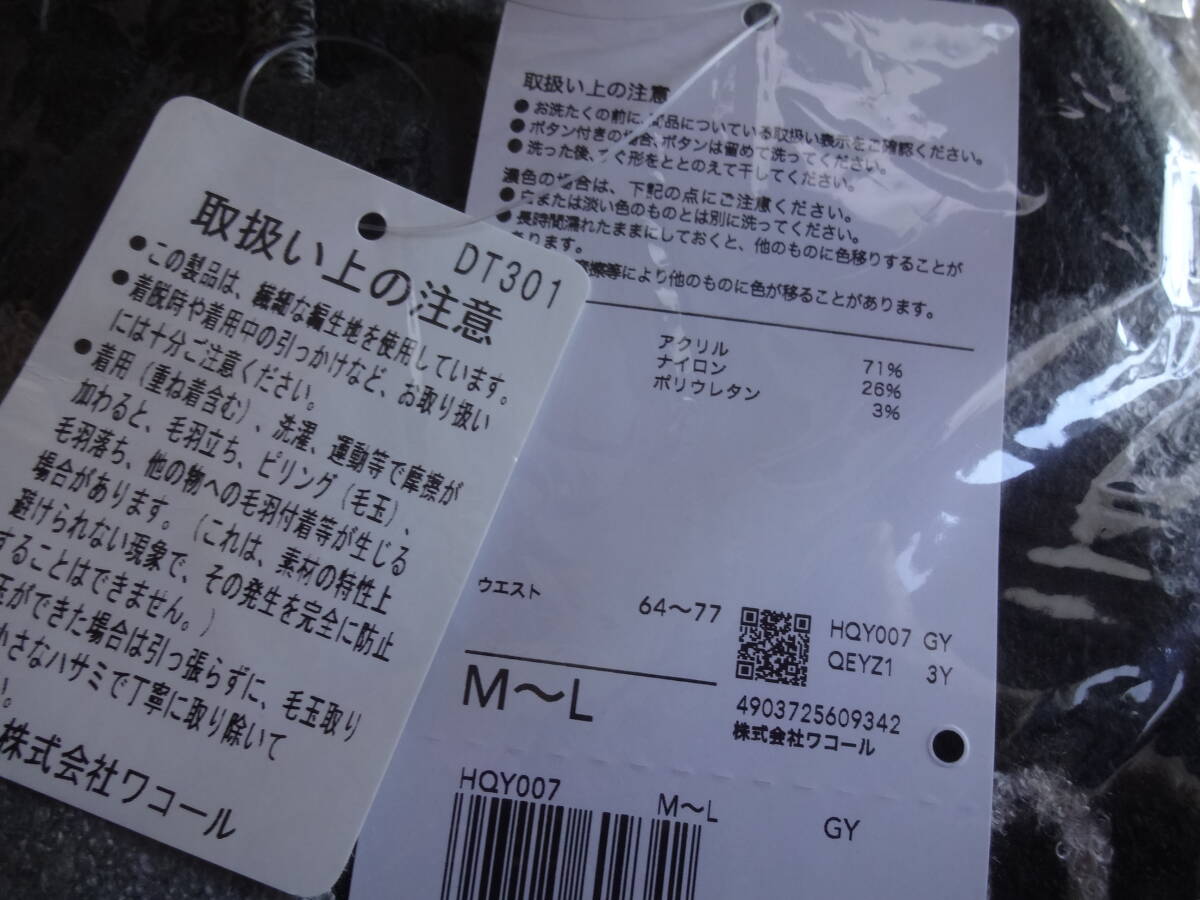 取扱い上の注意
●お洗たくの前に、商品についている取扱い表示をご確認ください。
●ボタン付きの場合、ボタンは留めて洗ってください。
●洗った後、すぐ形をととのえて干してください。
濃色の場合は、下記の点にご注意ください。
●白または淡い色のものとは別に洗ってください。
●長時間濡れたままにしておくと、他のものに色移りすることが
あります。
摩擦等により他のものに色が移ることがあります。
アクリル 71%
ナイロン 26%
ポリウレタン 3%
ウエスト 64〜77
M〜L
HQY007 GY
QEYZ1 3Y
4903725609342
株式会社ワコール
HQY007 M〜L GY
DT301
取扱い上の注意
●この製品は、繊細な編生地を使用しています。
●着脱時や着用中の引っかけなど、お取り扱い
には十分ご注意ください。
●着用（重ね着含む）、洗濯、運動等で摩擦が
加わると、毛羽立ち、ピリング（毛玉）、
毛羽落ち、他の物への毛羽付着等が生じる
場合があります。（これは、素材の特性上
避けられない現象で、その発生を完全に防止
することはできません。）
玉ができた場合は引っ張らずに、毛玉取り
小さなハサミで丁寧に取り除いて
。
株式会社ワコール